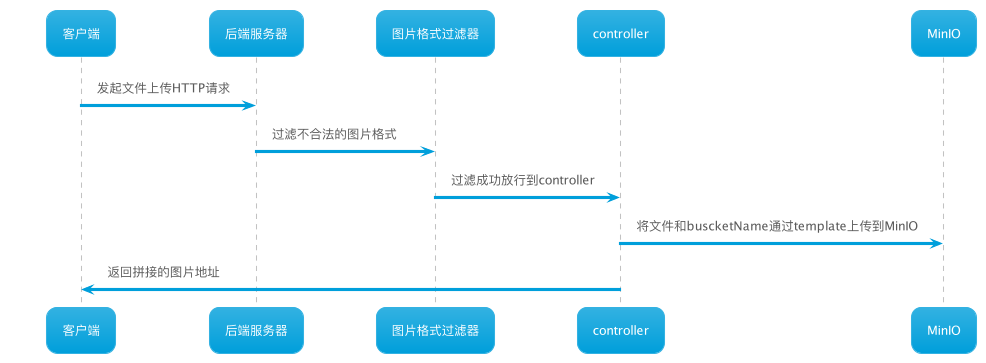 客户端
后端服务器
图片格式过滤器
controller
MinIO
发起文件上传HTTP请求
过滤不合法的图片格式
过滤成功放行到controller
将文件和buscketName通过template上传到MinIO
返回拼接的图片地址
客户端
后端服务器
图片格式过滤器
controller
MinIO